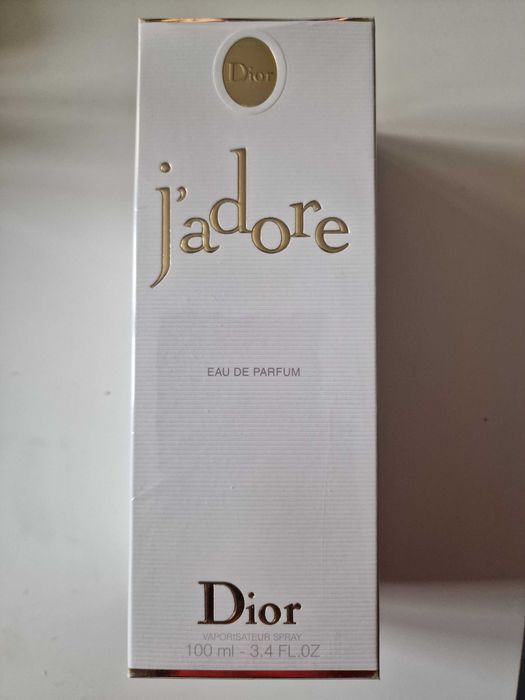 Dior
j'adore
EAU DE PARFUM
Dior
VAPORISATEUR SPRAY
100 ml - 3.4 FL.OZ